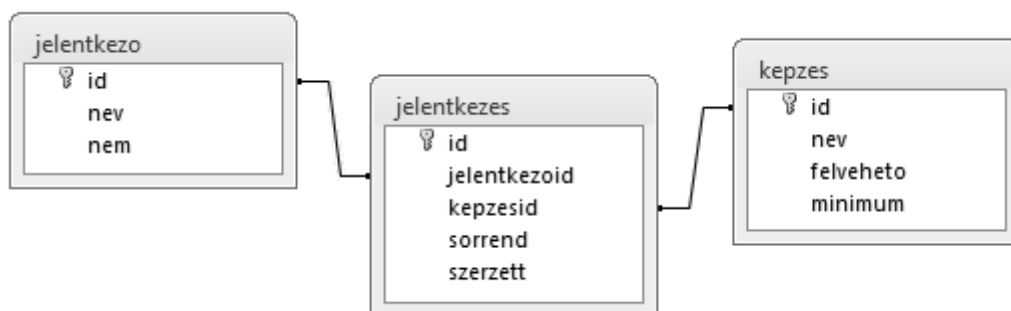 jelentkezo
id
nev
nem
jelentkezes
id
jelentkezoid
kepzesid
sorrend
szerzett
kepzes
id
nev
felveheto
minimum